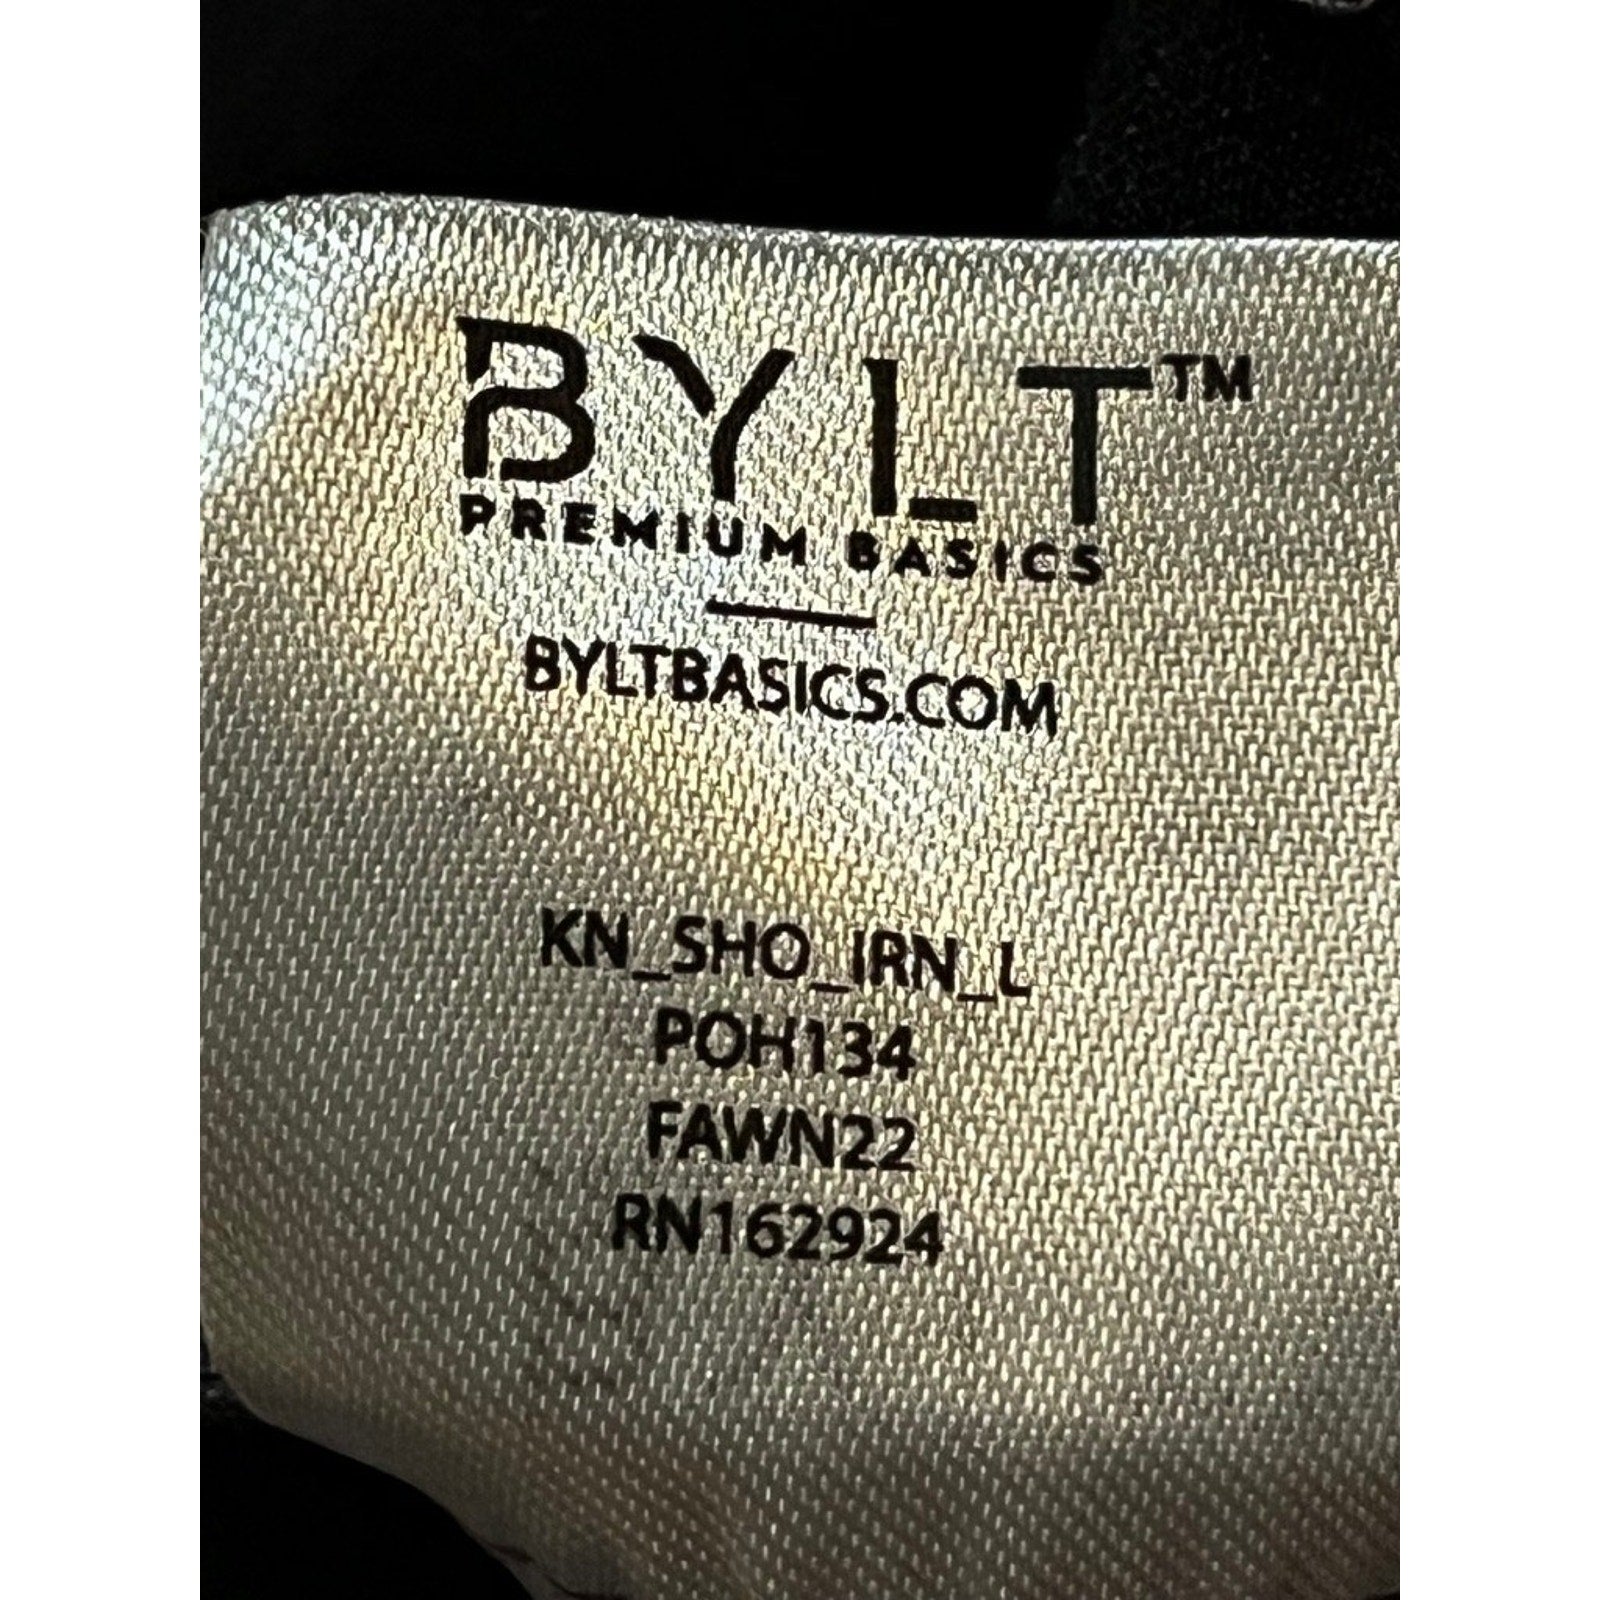 BYLT™
PREMIUM BASICS
BYLTBASICS.COM
KN_SHO_IRN_L
POH134
FAWN22
RN162924